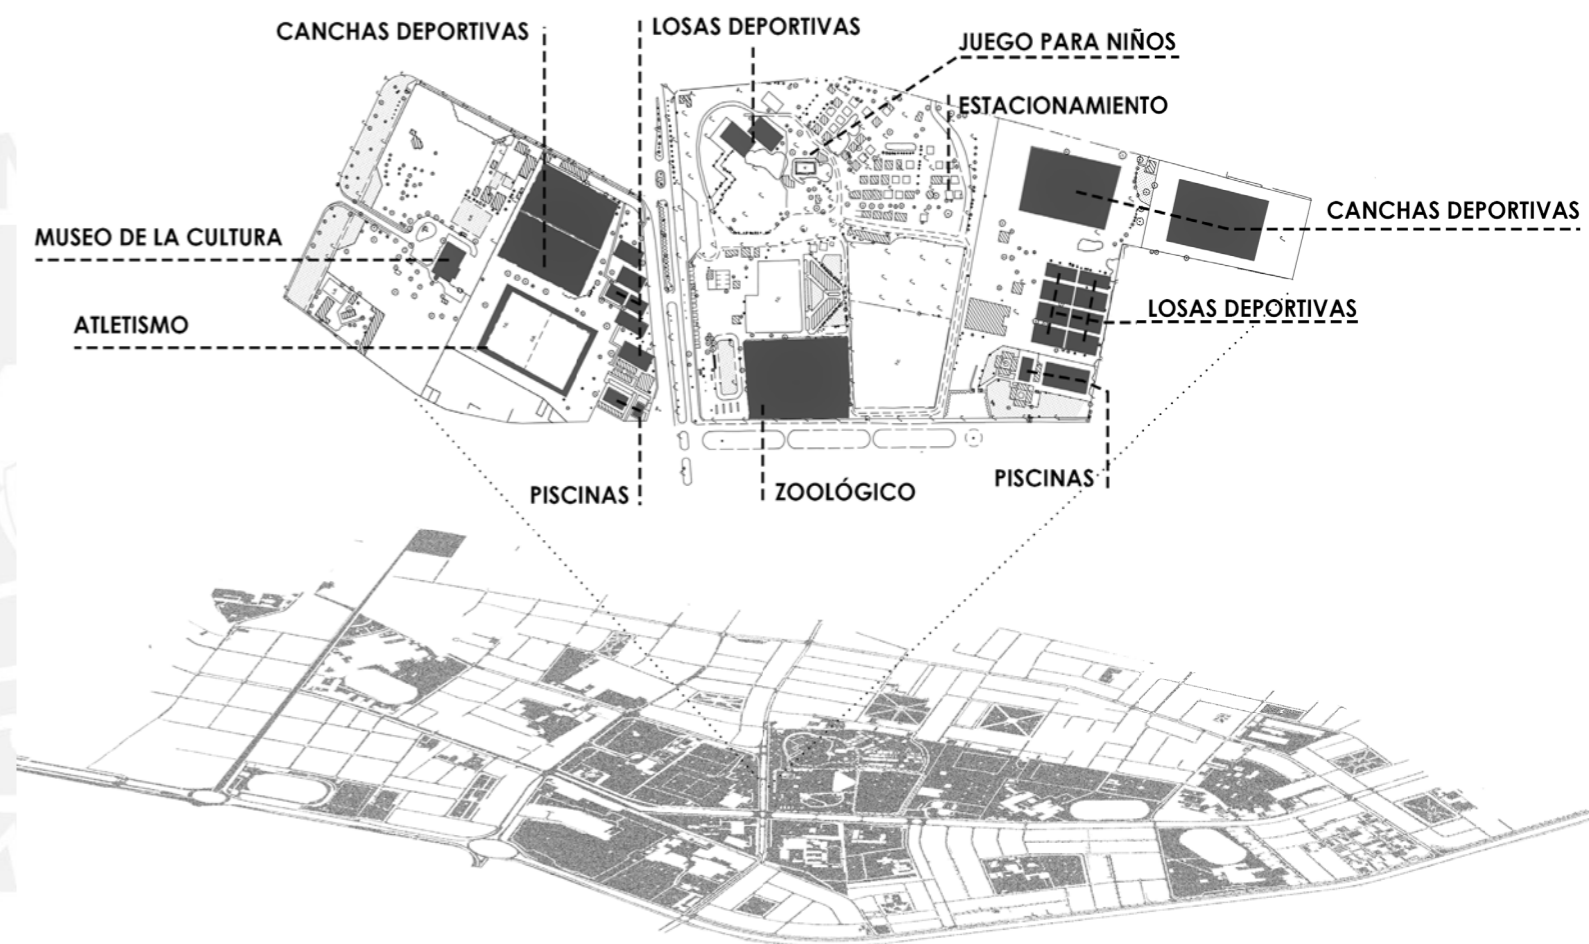 CANCHAS DEPORTIVAS
LOSAS DEPORTIVAS
JUEGO PARA NIÑOS
ESTACIONAMIENTO
CANCHAS DEPORTIVAS
MUSEO DE LA CULTURA
LOSAS DEPORTIVAS
ATLETISMO
PISCINAS
ZOOLÓGICO
PISCINAS